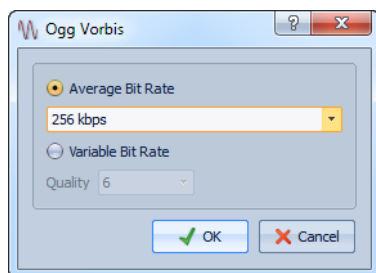 Ogg Vorbis
?
Average Bit Rate
256 kbps
Variable Bit Rate
Quality 6
OK Cancel